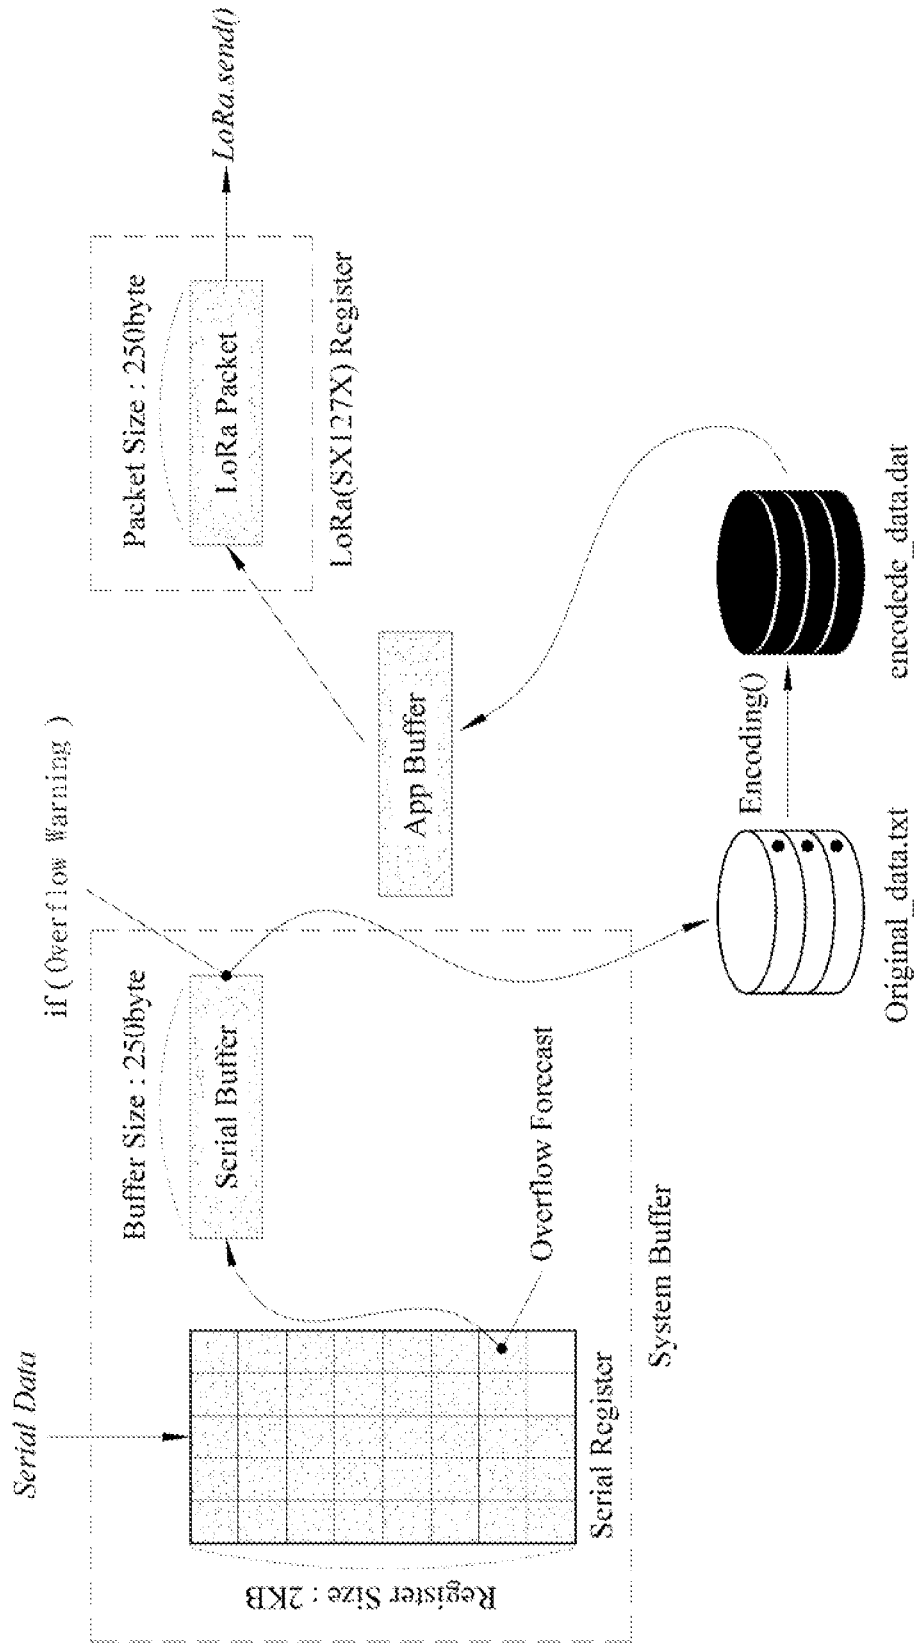 Serial Data
if ( Overflow Warning )
LoRa.send()
Register Size : 2KB
Buffer Size : 250byte
Serial Buffer
Packet Size : 250byte
LoRa Packet
Overflow Forecast
Serial Register
System Buffer
App Buffer
LoRa(SX127X) Register
Encoding()
Original_data.txt
encodede_data.dat